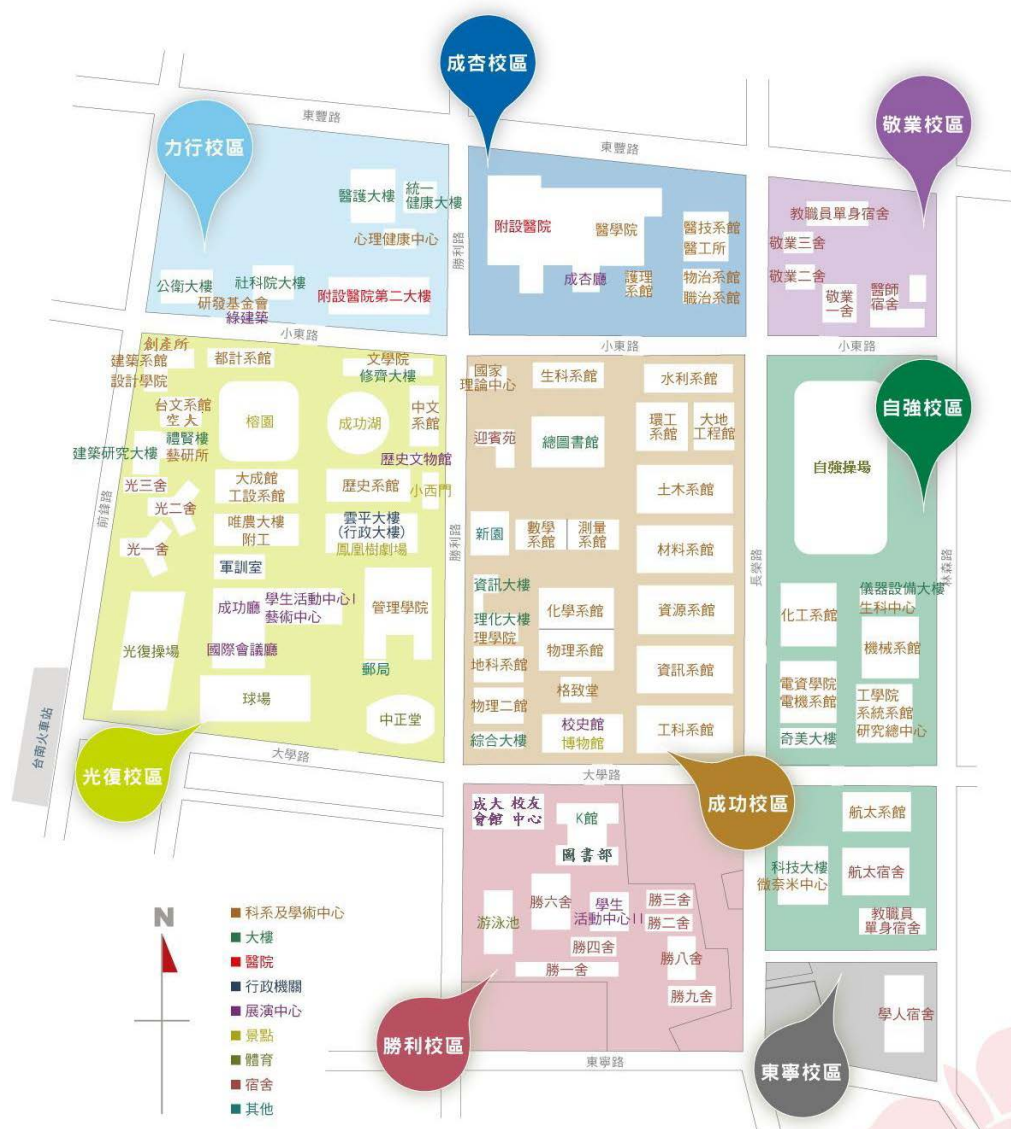 成杏校區
敬業校區
力行校區
東豐路
東豐路
醫護大樓
統一
健康大樓
心理健康中心
公衛大樓
社科院大樓
研發基金會
綠建築
附設醫院第二大樓
勝利路
附設醫院
醫學院
醫技系館
醫工所
成杏廳
護理
系館
物治系館
職治系館
教職員單身宿舍
敬業三舍
敬業二舍
敬業
一舍
醫師
宿舍
小東路
小東路
小東路
創產所
建築系館
設計學院
都計系館
文學院
修齊大樓
台文系館
空大
榕園
成功湖
中文
系館
禮賢樓
藝研所
建築研究大樓
歷史文物館
光三舍
大成館
工設系館
歷史系館
小西門
光二舍
前鋒路
唯農大樓
附工
雲平大樓
(行政大樓)
鳳凰樹劇場
光一舍
軍訓室
勝利路
成功廳
學生活動中心I
藝術中心
管理學院
光復操場
國際會議廳
郵局
球場
中正堂
台南火車站
大學路
光復校區
國家
理論中心
生科系館
水利系館
迎賓苑
總圖書館
環工
系館
大地
工程館
土木系館
新園
數學
系館
測量
系館
材料系館
資訊大樓
化學系館
資源系館
理化大樓
理學院
地科系館
物理系館
資訊系館
物理二館
格致堂
綜合大樓
校史館
博物館
工科系館
大學路
成功校區
長榮路
自強校區
自強操場
林森路
儀器設備大樓
生科中心
化工系館
機械系館
電資學院
電機系館
工學院
系統系館
研究總中心
奇美大樓
航太系館
科技大樓
微奈米中心
航太宿舍
教職員
單身宿舍
成大
會館
校友
中心
K館
圖書部
勝六舍
學生
活動中心II
勝三舍
勝二舍
游泳池
勝四舍
勝一舍
勝八舍
勝九舍
勝利校區
東寧路
東寧校區
學人宿舍
N
科系及學術中心
大樓
醫院
行政機關
展演中心
景點
體育
宿舍
其他